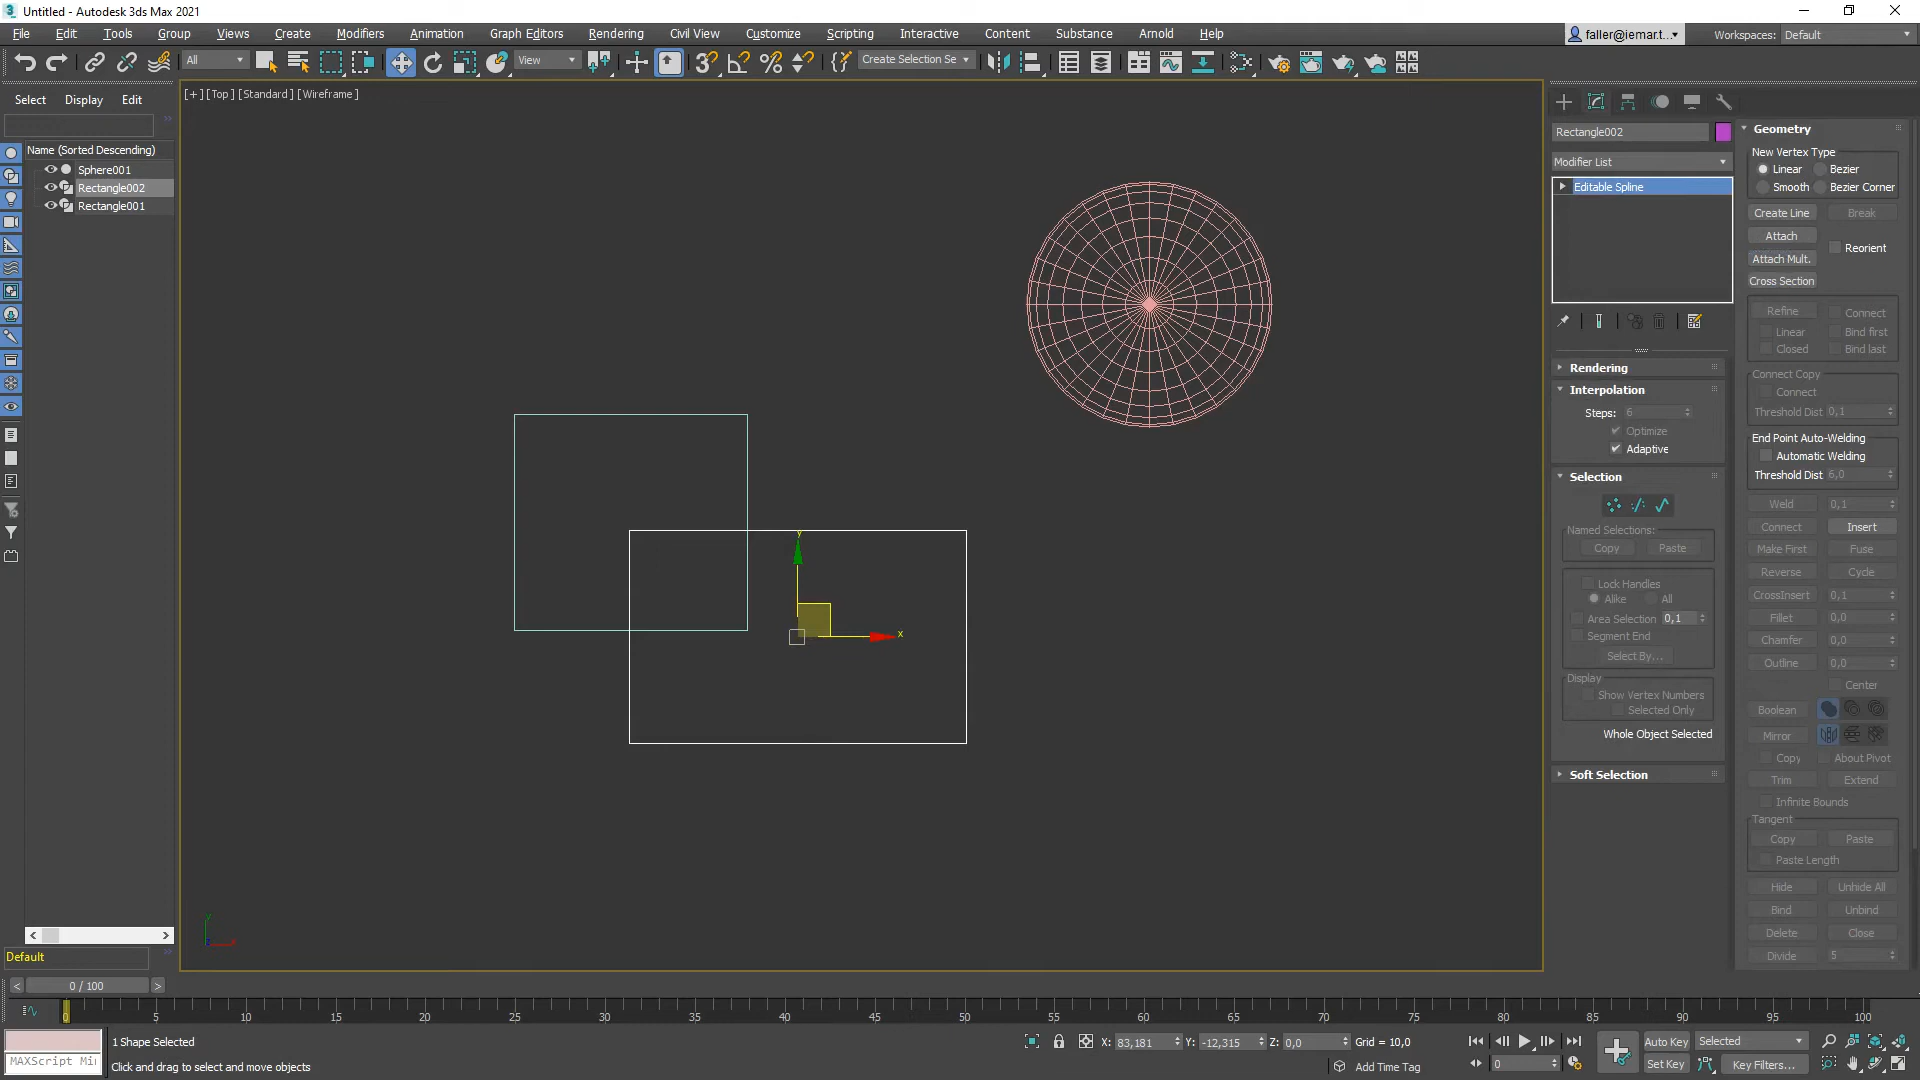 Untitled - Autodesk 3ds Max 2021
File Edit Tools Group Views Create Modifiers Animation Graph Editors Rendering Civil View Customize Scripting Interactive Content Substance Arnold Help
faller@iemar.t... Workspaces: Default
All View Create Selection Se
Select Display Edit
[+] [Top ] [Standard ] [Wireframe ]
Name (Sorted Descending)
Sphere001
Rectangle002
Rectangle001
y
x
Default
Rectangle002
Modifier List
Editable Spline
Rendering
Interpolation
Steps: 6
Optimize
Adaptive
Selection
Named Selections:
Copy Paste
Lock Handles
Alike All
Area Selection 0,1
Segment End
Select By...
Display
Show Vertex Numbers
Selected Only
Whole Object Selected
Soft Selection
Geometry
New Vertex Type
Linear Bezier
Smooth Bezier Corner
Create Line Break
Attach Reorient
Attach Mult.
Cross Section
Refine Connect
Linear Bind first
Closed Bind last
Connect Copy
Connect
Threshold Dist 0,1
End Point Auto-Welding
Automatic Welding
Threshold Dist 6,0
Weld 0,1
Connect Insert
Make First Fuse
Reverse Cycle
CrossInsert 0,1
Fillet 0,0
Chamfer 0,0
Outline 0,0
Center
Boolean
Mirror
Copy About Pivot
Trim Extend
Infinite Bounds
Tangent
Copy Paste
Paste Length
Hide Unhide All
Bind Unbind
Delete Close
Divide 5
0 / 100
0 5 10 15 20 25 30 35 40 45 50 55 60 65 70 75 80 85 90 95 100
MAXScript Mi
1 Shape Selected
Click and drag to select and move objects
X: 83,181 Y: -12,315 Z: 0,0 Grid = 10,0
Add Time Tag
0
Auto Key Selected
Set Key Key Filters...